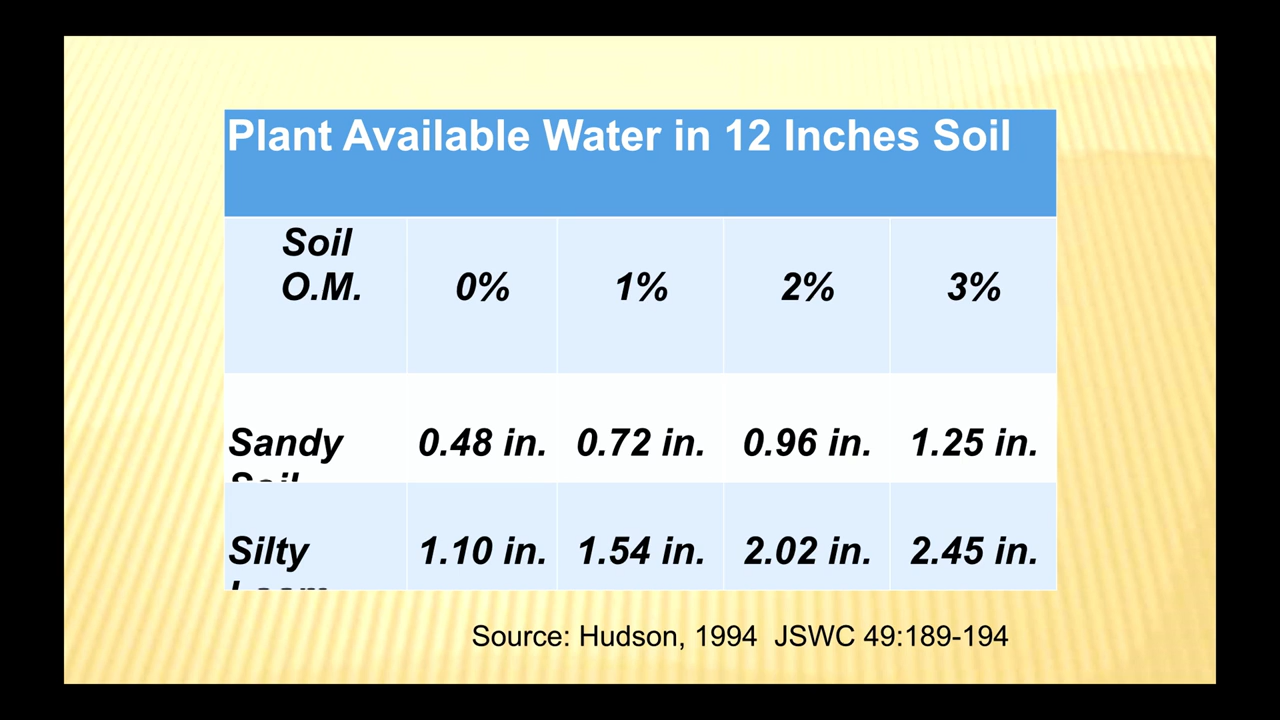 Plant Available Water in 12 Inches Soil
Soil
O.M. 0% 1% 2% 3%
Sandy 0.48 in. 0.72 in. 0.96 in. 1.25 in.
Soil
Silty 1.10 in. 1.54 in. 2.02 in. 2.45 in.
Loam
Source: Hudson, 1994 JSWC 49:189-194